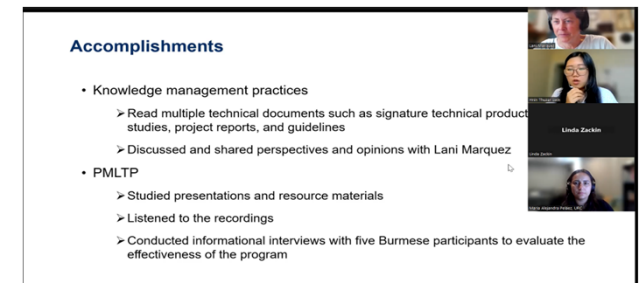 Accomplishments
• Knowledge management practices
➢Read multiple technical documents such as signature technical product
studies, project reports, and guidelines
➢Discussed and shared perspectives and opinions with Lani Marquez
• PMLTP
➢Studied presentations and resource materials
➢Listened to the recordings
➢Conducted informational interviews with five Burmese participants to evaluate the
effectiveness of the program
Linda Zackin
Linda Zackin